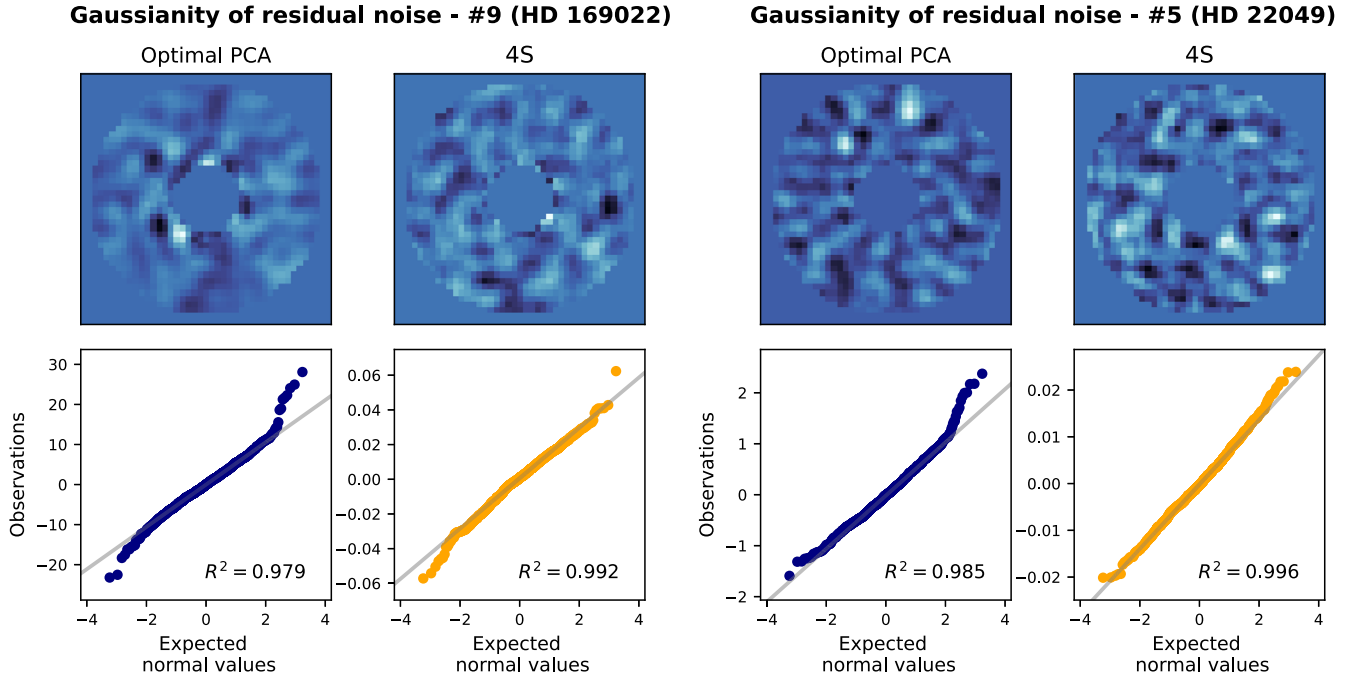 Gaussianity of residual noise - #9 (HD 169022)
Optimal PCA
4S
30
20
10
0
−10
−20
Observations
−4
−2
0
2
4
Expected
normal values
R² = 0.979
0.06
0.04
0.02
0.00
−0.02
−0.04
−0.06
−4
−2
0
2
4
Expected
normal values
R² = 0.992
Gaussianity of residual noise - #5 (HD 22049)
Optimal PCA
4S
2
1
0
−1
−2
Observations
−4
−2
0
2
4
Expected
normal values
R² = 0.985
0.02
0.01
0.00
−0.01
−0.02
−4
−2
0
2
4
Expected
normal values
R² = 0.996